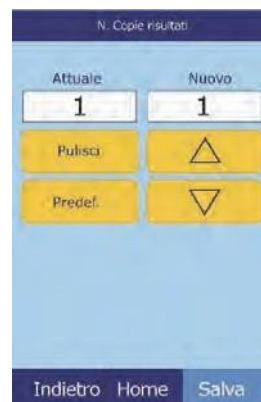 N. Copie risultati
Attuale Nuovo
1 1
Pulisci
Predef.
Indietro Home Salva